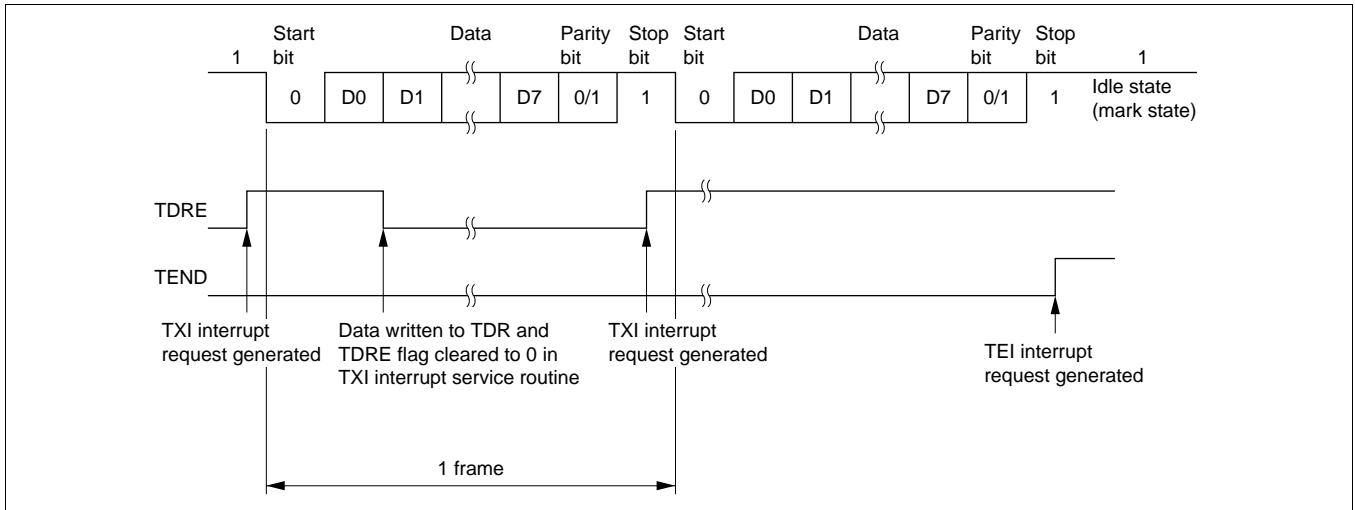 Start bit
Data
Parity bit
Stop bit
Start bit
Data
Parity bit
Stop bit
1
1
0 D0 D1 D7 0/1 1 0 D0 D1 D7 0/1 1
Idle state
(mark state)
TDRE
TEND
TXI interrupt
request generated
Data written to TDR and
TDRE flag cleared to 0 in
TXI interrupt service routine
TXI interrupt
request generated
TEI interrupt
request generated
1 frame